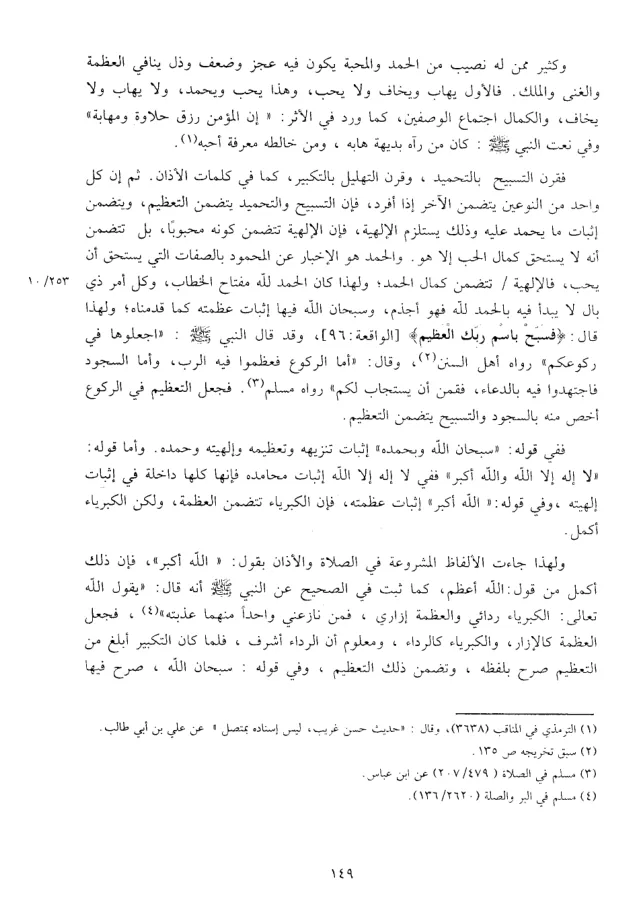 وكثير ممن له نصيب من الحمد والمحبة يكون فيه عجز وضعف وذل ينافي العظمة
والغنى والملك. فالأول يهاب ويخاف ولا يحب، وهذا يحب ويحمد، ولا يهاب ولا
يخاف، والكمال اجتماع الوصفين، كما ورد في الأثر: « إن المؤمن رزق حلاوة ومهابة»
وفي نعت النبي ﷺ : كان من رآه بديهة هابه ، ومن خالطه معرفة أحبه(١).
فقرن التسبيح بالتحميد ، وقرن التهليل بالتكبير، كما في كلمات الأذان. ثم إن كل
واحد من النوعين يتضمن الآخر إذا أفرد، فإن التسبيح والتحميد يتضمن التعظيم، ويتضمن
إثبات ما يحمد عليه وذلك يستلزم الإلهية، فإن الإلهية تتضمن كونه محبوبًا، بل تتضمن
أنه لا يستحق كمال الحب إلا هو. والحمد هو الإخبار عن المحمود بالصفات التي يستحق أن
يحب، فالإلهية / تتضمن كمال الحمد؛ ولهذا كان الحمد لله مفتاح الخطاب، وكل أمر ذي
١٠/٢٥٣
بال لا يبدأ فيه بالحمد لله فهو أجذم، وسبحان الله فيها إثبات عظمته كما قدمناه؛ ولهذا
قال: ﴿فَسَبِّحْ بِاسْمِ رَبِّكَ الْعَظِيمِ﴾ [الواقعة:٩٦]، وقد قال النبي ﷺ : «اجعلوها في
ركوعكم» رواه أهل السنن(٢)، وقال: «أما الركوع فعظموا فيه الرب، وأما السجود
فاجتهدوا فيه بالدعاء، فقمن أن يستجاب لكم» رواه مسلم(٣). فجعل التعظيم في الركوع
أخص منه بالسجود والتسبيح يتضمن التعظيم.
ففي قوله: «سبحان الله وبحمده» إثبات تنزيهه وتعظيمه وإلهيته وحمده. وأما قوله:
«لا إله إلا الله والله أكبر» ففي لا إله إلا الله إثبات محامده فإنها كلها داخلة في إثبات
إلهيته ،وفي قوله:« الله أكبر» إثبات عظمته، فإن الكبرياء تتضمن العظمة، ولكن الكبرياء
أكمل.
ولهذا جاءت الألفاظ المشروعة في الصلاة والأذان بقول: « الله أكبر»، فإن ذلك
أكمل من قول:الله أعظم، كما ثبت في الصحيح عن النبي ﷺ أنه قال: «يقول الله
تعالى: الكبرياء ردائي والعظمة إزاري ، فمن نازعني واحداً منهما عذبته»(٤) ، فجعل
العظمة كالإزار، والكبرياء كالرداء ، ومعلوم أن الرداء أشرف ، فلما كان التكبير أبلغ من
التعظيم صرح بلفظه ، وتضمن ذلك التعظيم ، وفي قوله : سبحان الله ، صرح فيها
(١) الترمذي في المناقب (٣٦٣٨)، وقال : «حديث حسن غريب، ليس إسناده بمتصل » عن علي بن أبي طالب.
(٢) سبق تخريجه ص ١٣٥.
(٣) مسلم في الصلاة ( ٢٠٧/٤٧٩) عن ابن عباس.
(٤) مسلم في البر والصلة (١٣٦/٢٦٢٠).
١٤٩